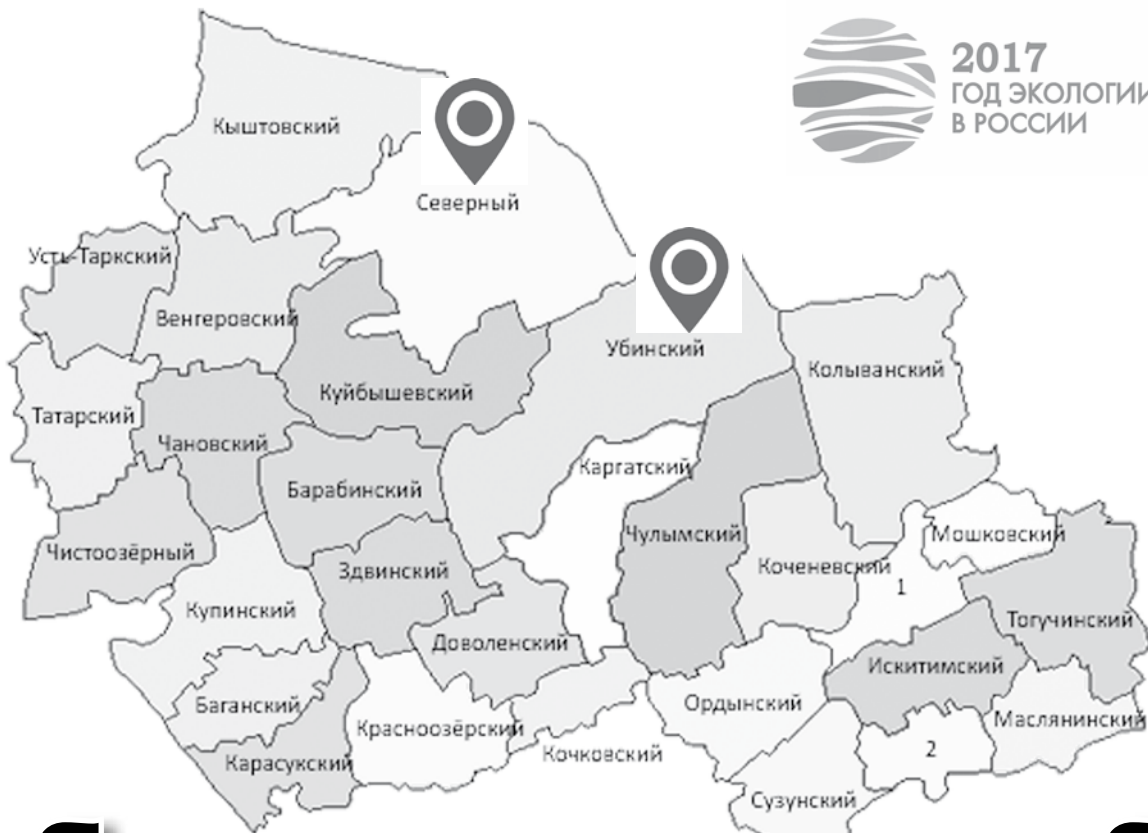 2017
ГОД ЭКОЛОГИИ
В РОССИИ
Кыштовский
Северный
Усть-Таркский
Венгеровский
Убинский
Колыванский
Куйбышевский
Татарский
Чановский
Каргатский
Барабинский
Чулымский
Мошковский
Чистоозёрный
Здвинский
Коченевский
1
Купинский
Тогучинский
Доволенский
Искитимский
Баганский
Ордынский
Красноозёрский
Маслянинский
Кочковский
2
Карасукский
Сузунский